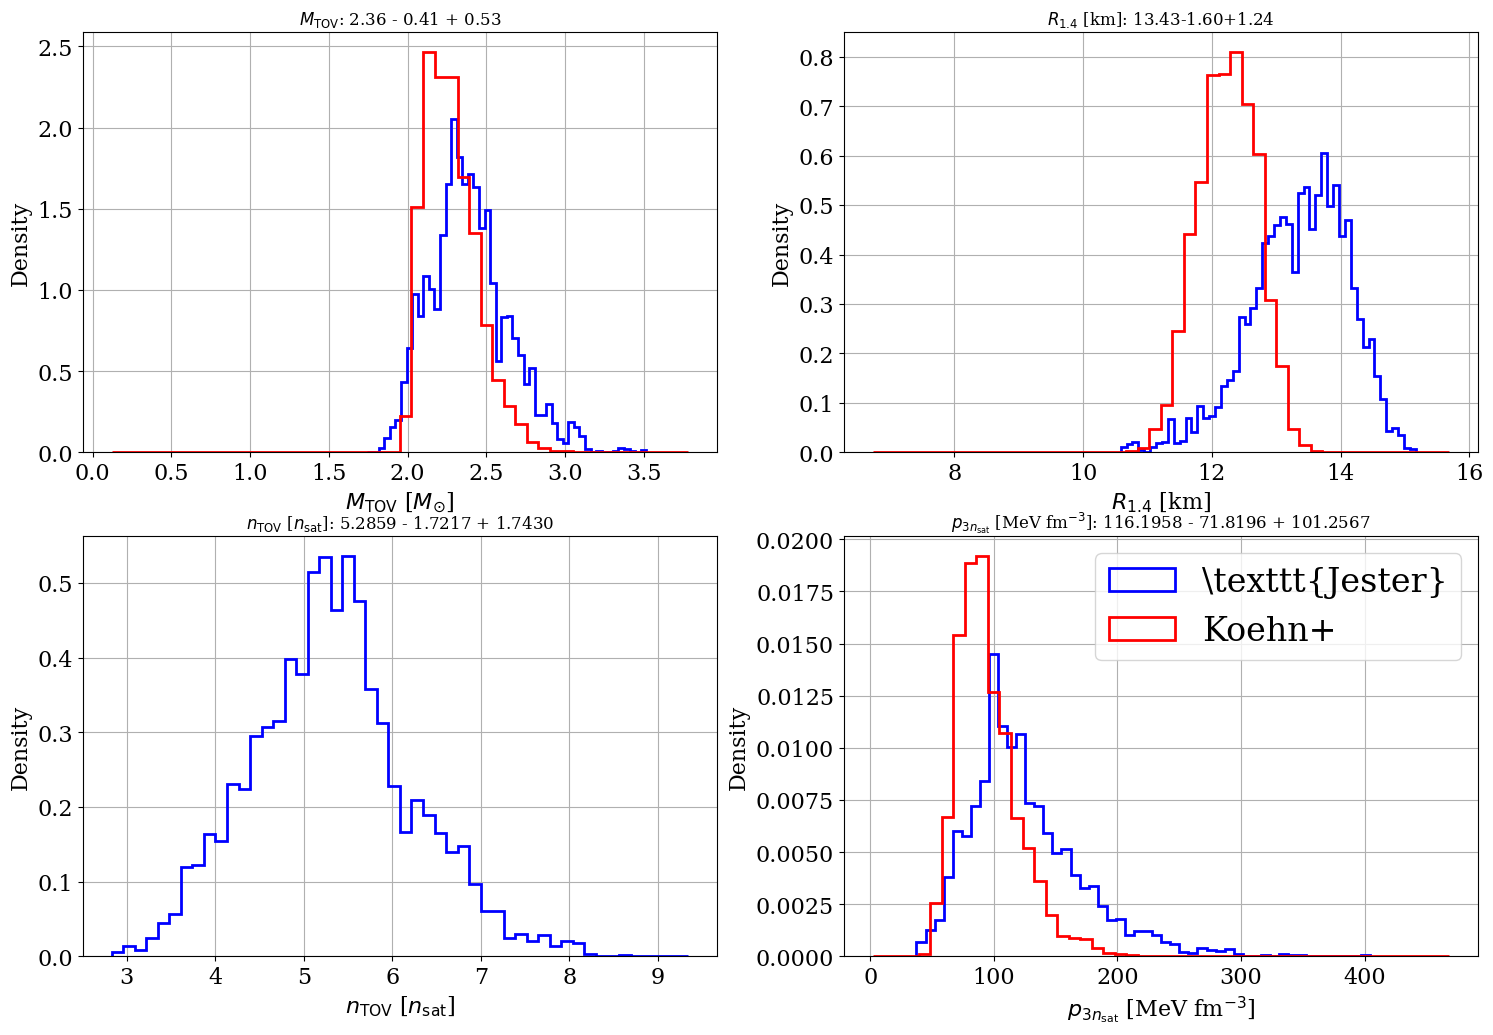 M_TOV: 2.36 - 0.41 + 0.53
2.5
2.0
1.5
1.0
0.5
0.0
Density
0.0 0.5 1.0 1.5 2.0 2.5 3.0 3.5
M_TOV [M_⊙]
R_1.4 [km]: 13.43-1.60+1.24
0.8
0.7
0.6
0.5
0.4
0.3
0.2
0.1
0.0
Density
8 10 12 14 16
R_1.4 [km]
n_TOV [n_sat]: 5.2859 - 1.7217 + 1.7430
0.5
0.4
0.3
0.2
0.1
0.0
Density
3 4 5 6 7 8 9
n_TOV [n_sat]
p_3n_sat [MeV fm⁻³]: 116.1958 - 71.8196 + 101.2567
0.0200
0.0175
0.0150
0.0125
0.0100
0.0075
0.0050
0.0025
0.0000
Density
\texttt{Jester}
Koehn+
0 100 200 300 400
p_3n_sat [MeV fm⁻³]